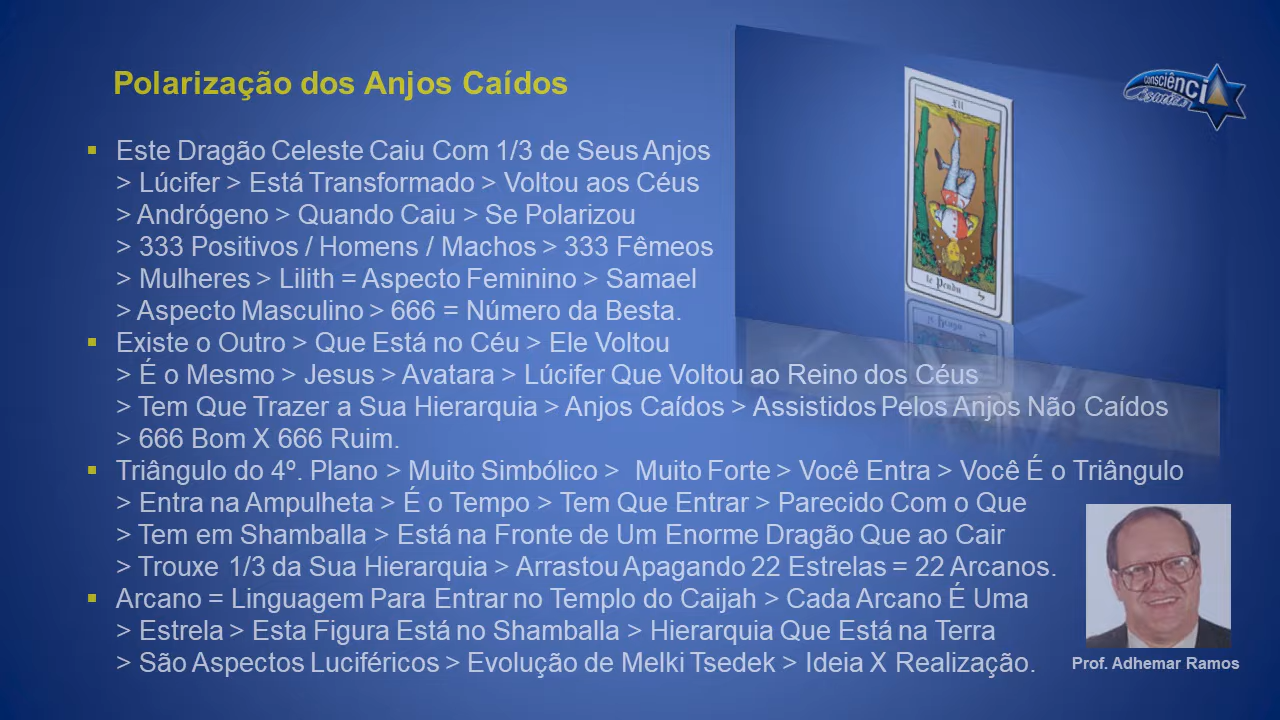 Polarização dos Anjos Caídos
Consciência
Cósmica
XII
le Pendu
Este Dragão Celeste Caiu Com 1/3 de Seus Anjos
> Lúcifer > Está Transformado > Voltou aos Céus
> Andrógeno > Quando Caiu > Se Polarizou
> 333 Positivos / Homens / Machos > 333 Fêmeos
> Mulheres > Lilith = Aspecto Feminino > Samael
> Aspecto Masculino > 666 = Número da Besta.
Existe o Outro > Que Está no Céu > Ele Voltou
> É o Mesmo > Jesus > Avatara > Lúcifer Que Voltou ao Reino dos Céus
> Tem Que Trazer a Sua Hierarquia > Anjos Caídos > Assistidos Pelos Anjos Não Caídos
> 666 Bom X 666 Ruim.
Triângulo do 4º. Plano > Muito Simbólico > Muito Forte > Você Entra > Você É o Triângulo
> Entra na Ampulheta > É o Tempo > Tem Que Entrar > Parecido Com o Que
> Tem em Shamballa > Está na Fronte de Um Enorme Dragão Que ao Cair
> Trouxe 1/3 da Sua Hierarquia > Arrastou Apagando 22 Estrelas = 22 Arcanos.
Arcano = Linguagem Para Entrar no Templo do Caijah > Cada Arcano É Uma
> Estrela > Esta Figura Está no Shamballa > Hierarquia Que Está na Terra
> São Aspectos Luciféricos > Evolução de Melki Tsedek > Ideia X Realização.
Prof. Adhemar Ramos